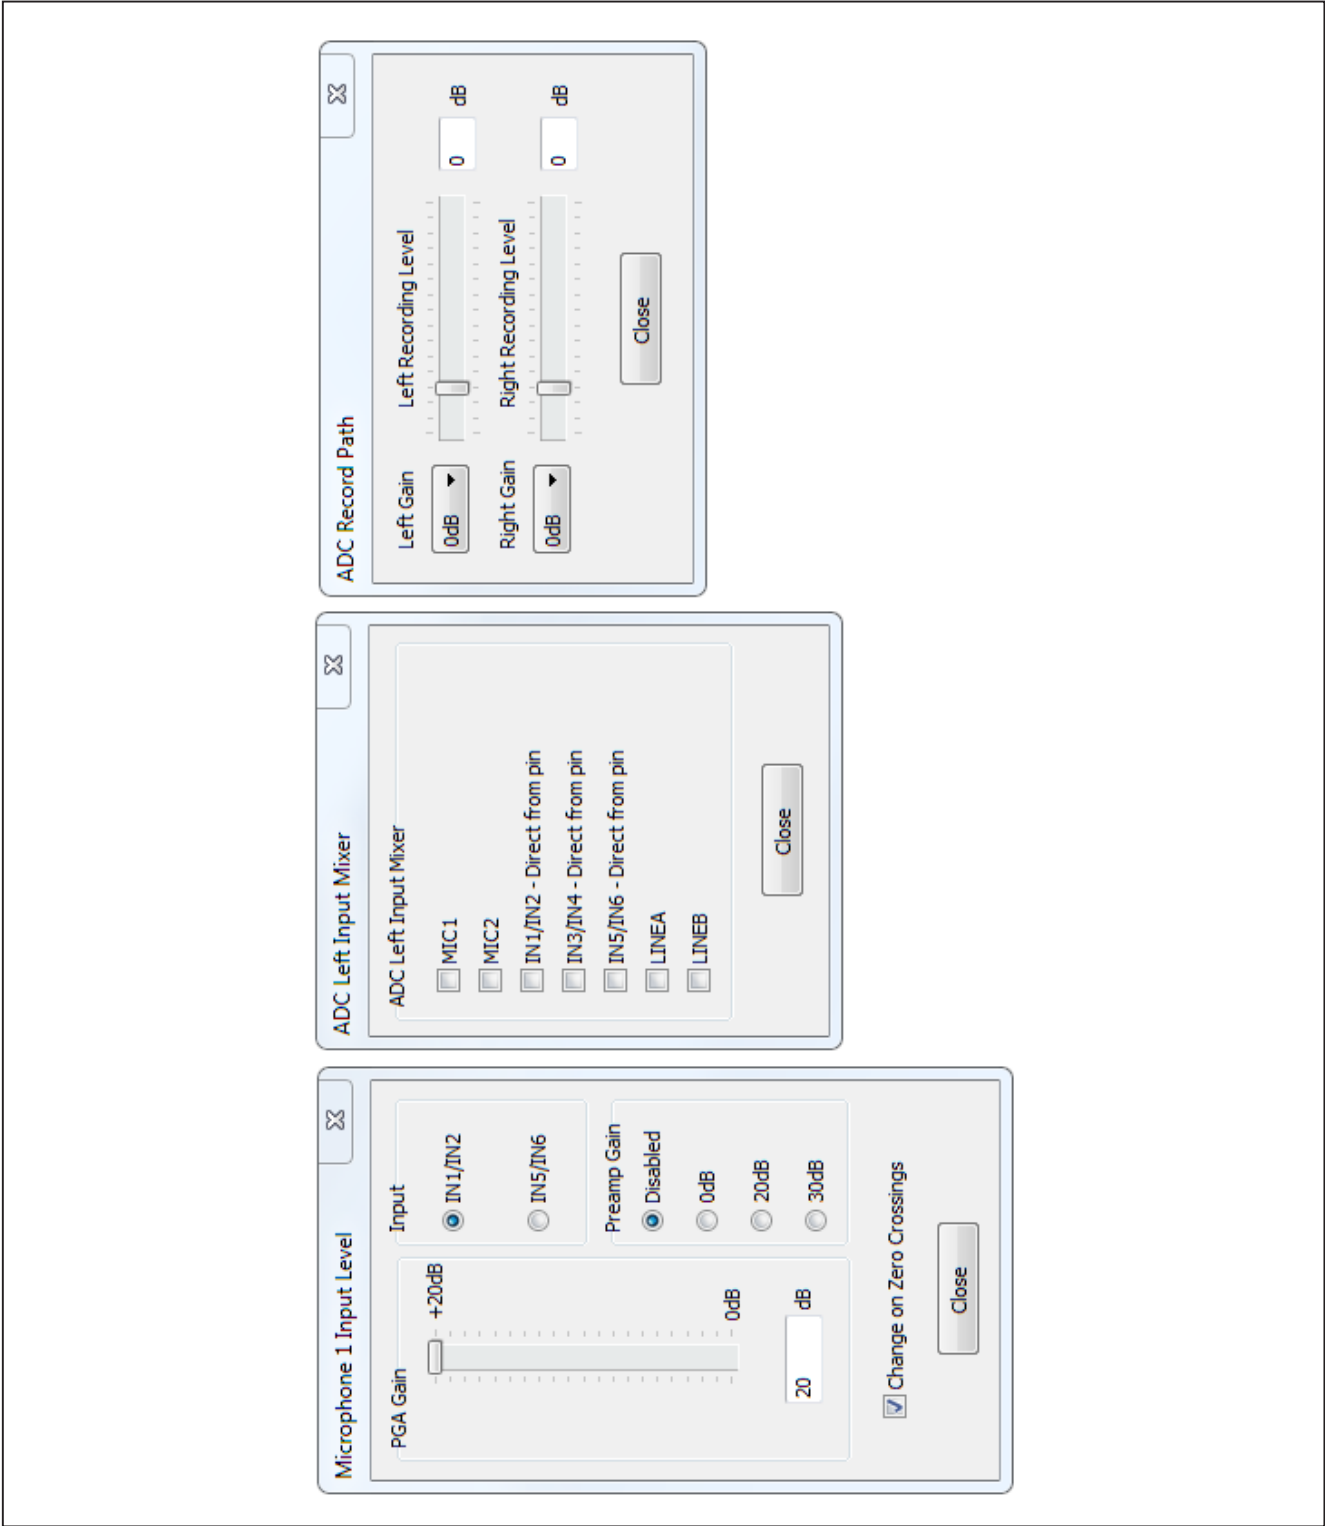 Microphone 1 Input Level
PGA Gain
+20dB
0dB
20 dB
Input
IN1/IN2
IN5/IN6
Preamp Gain
Disabled
0dB
20dB
30dB
Change on Zero Crossings
Close
ADC Left Input Mixer
ADC Left Input Mixer
MIC1
MIC2
IN1/IN2 - Direct from pin
IN3/IN4 - Direct from pin
IN5/IN6 - Direct from pin
LINEA
LINEB
Close
ADC Record Path
Left Gain Left Recording Level
0dB 0 dB
Right Gain Right Recording Level
0dB 0 dB
Close